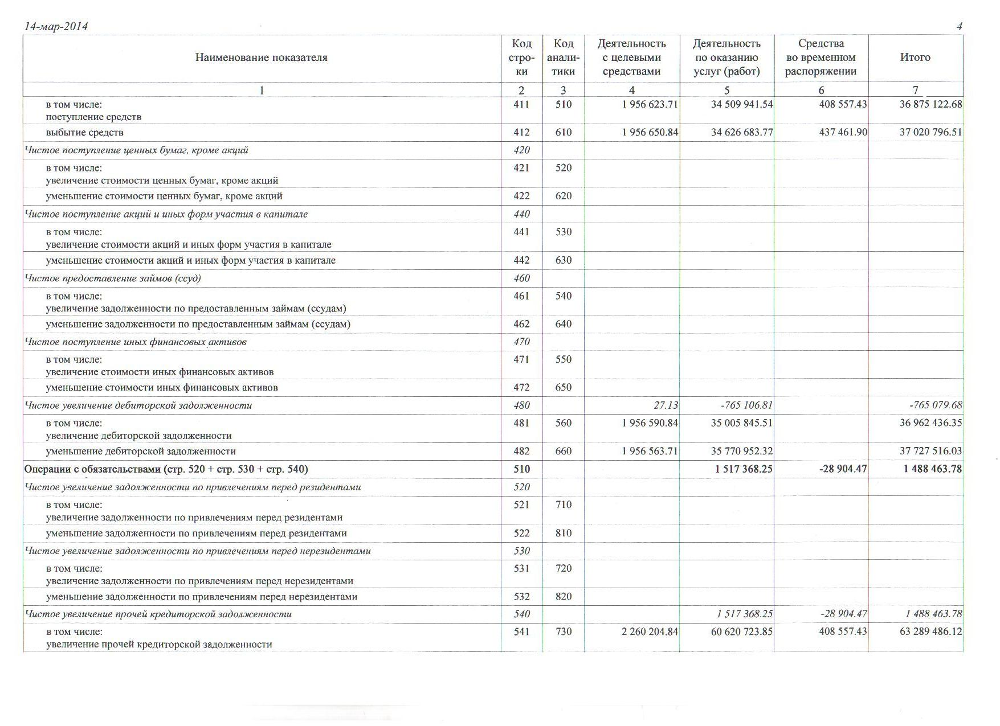 14-мар-2014 4
Наименование показателя Код стро- ки Код анали- тики Деятельность с целевыми средствами Деятельность по оказанию услуг (работ) Средства во временном распоряжении Итого
1 2 3 4 5 6 7
в том числе: 411 510 1 956 623.71 34 509 941.54 408 557.43 36 875 122.68
поступление средств
выбытие средств 412 610 1 956 650.84 34 626 683.77 437 461.90 37 020 796.51
Чистое поступление ценных бумаг, кроме акций 420
в том числе: 421 520
увеличение стоимости ценных бумаг, кроме акций
уменьшение стоимости ценных бумаг, кроме акций 422 620
Чистое поступление акций и иных форм участия в капитале 440
в том числе: 441 530
увеличение стоимости акций и иных форм участия в капитале
уменьшение стоимости акций и иных форм участия в капитале 442 630
Чистое предоставление займов (ссуд) 460
в том числе: 461 540
увеличение задолженности по предоставленным займам (ссудам)
уменьшение задолженности по предоставленным займам (ссудам) 462 640
Чистое поступление иных финансовых активов 470
в том числе: 471 550
увеличение стоимости иных финансовых активов
уменьшение стоимости иных финансовых активов 472 650
Чистое увеличение дебиторской задолженности 480 27.13 -765 106.81 -765 079.68
в том числе: 481 560 1 956 590.84 35 005 845.51 36 962 436.35
увеличение дебиторской задолженности
уменьшение дебиторской задолженности 482 660 1 956 563.71 35 770 952.32 37 727 516.03
Операции с обязательствами (стр. 520 + стр. 530 + стр. 540) 510 1 517 368.25 -28 904.47 1 488 463.78
Чистое увеличение задолженности по привлечениям перед резидентами 520
в том числе: 521 710
увеличение задолженности по привлечениям перед резидентами
уменьшение задолженности по привлечениям перед резидентами 522 810
Чистое увеличение задолженности по привлечениям перед нерезидентами 530
в том числе: 531 720
увеличение задолженности по привлечениям перед нерезидентами
уменьшение задолженности по привлечениям перед нерезидентами 532 820
Чистое увеличение прочей кредиторской задолженности 540 1 517 368.25 -28 904.47 1 488 463.78
в том числе: 541 730 2 260 204.84 60 620 723.85 408 557.43 63 289 486.12
увеличение прочей кредиторской задолженности